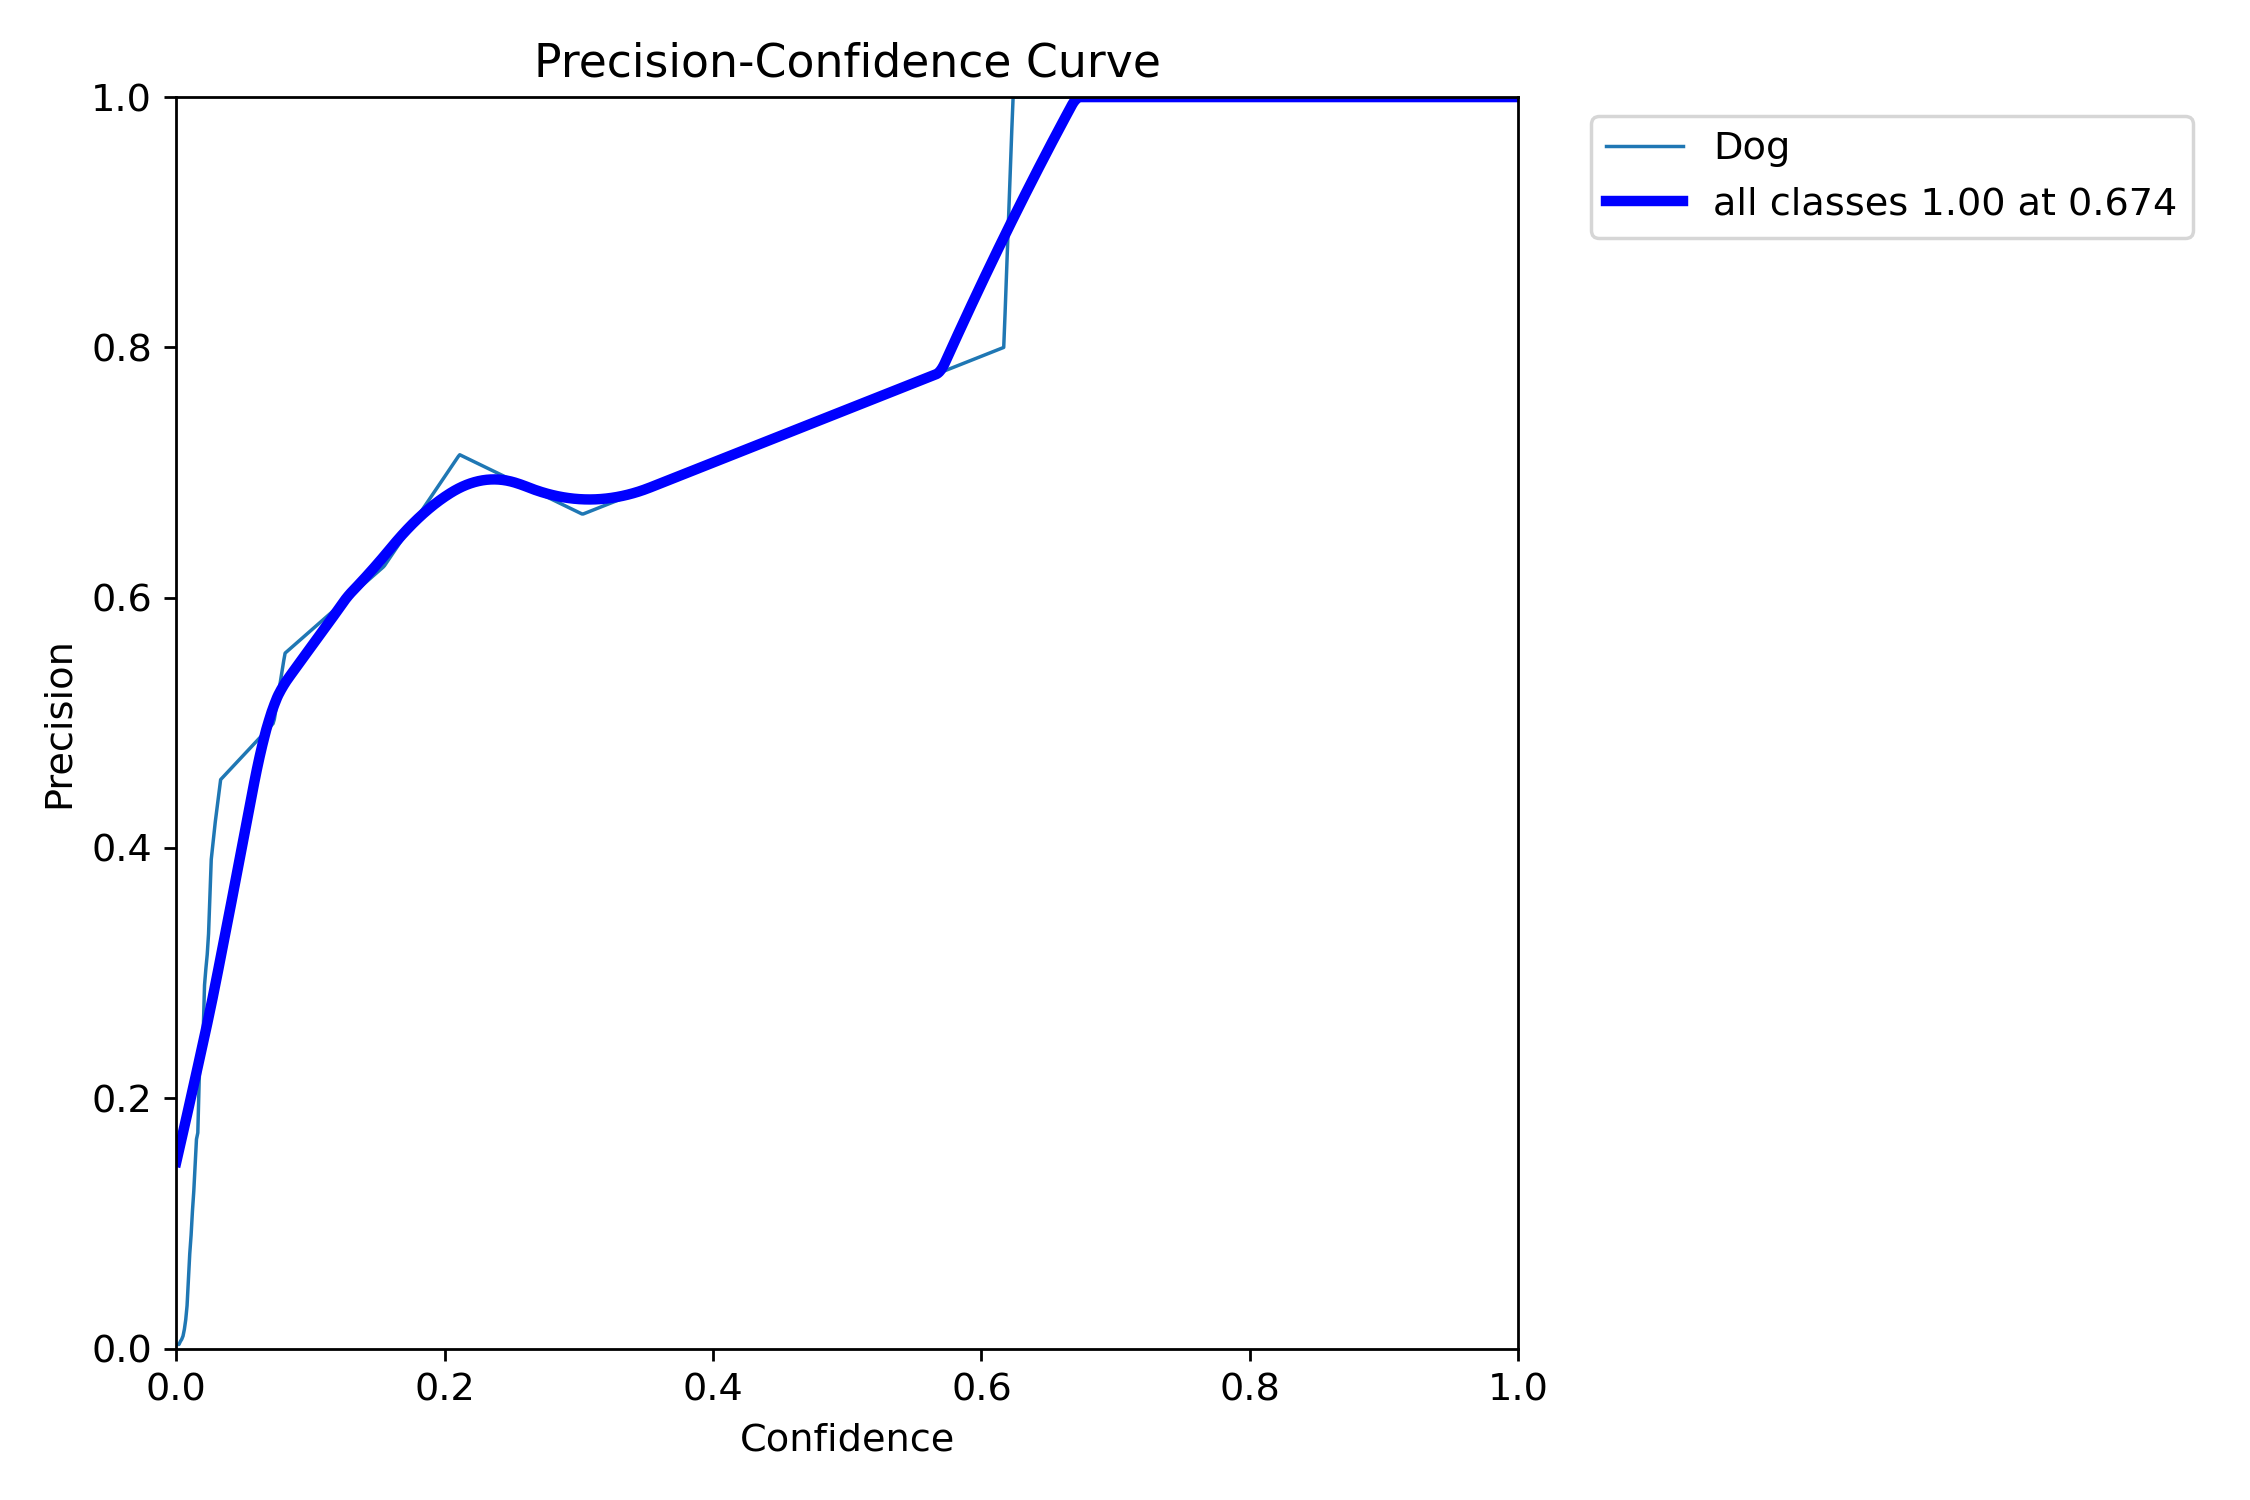 Precision-Confidence Curve
1.0
0.8
0.6
0.4
0.2
0.0
Precision
0.0 0.2 0.4 0.6 0.8 1.0
Confidence
Dog
all classes 1.00 at 0.674